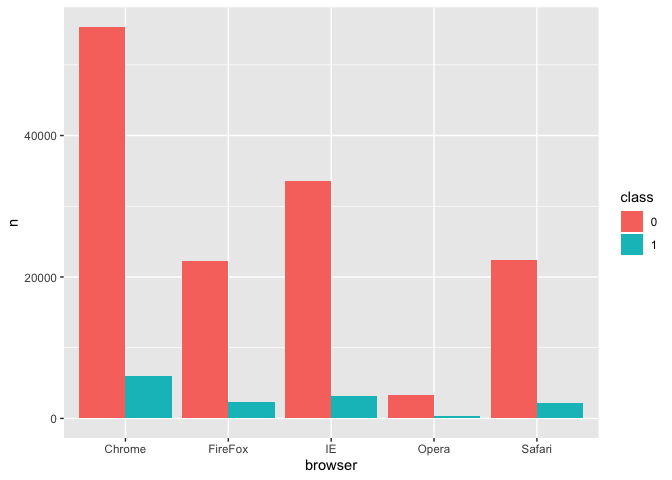 40000
20000
0
n
Chrome
FireFox
IE
Opera
Safari
browser
class
0
1